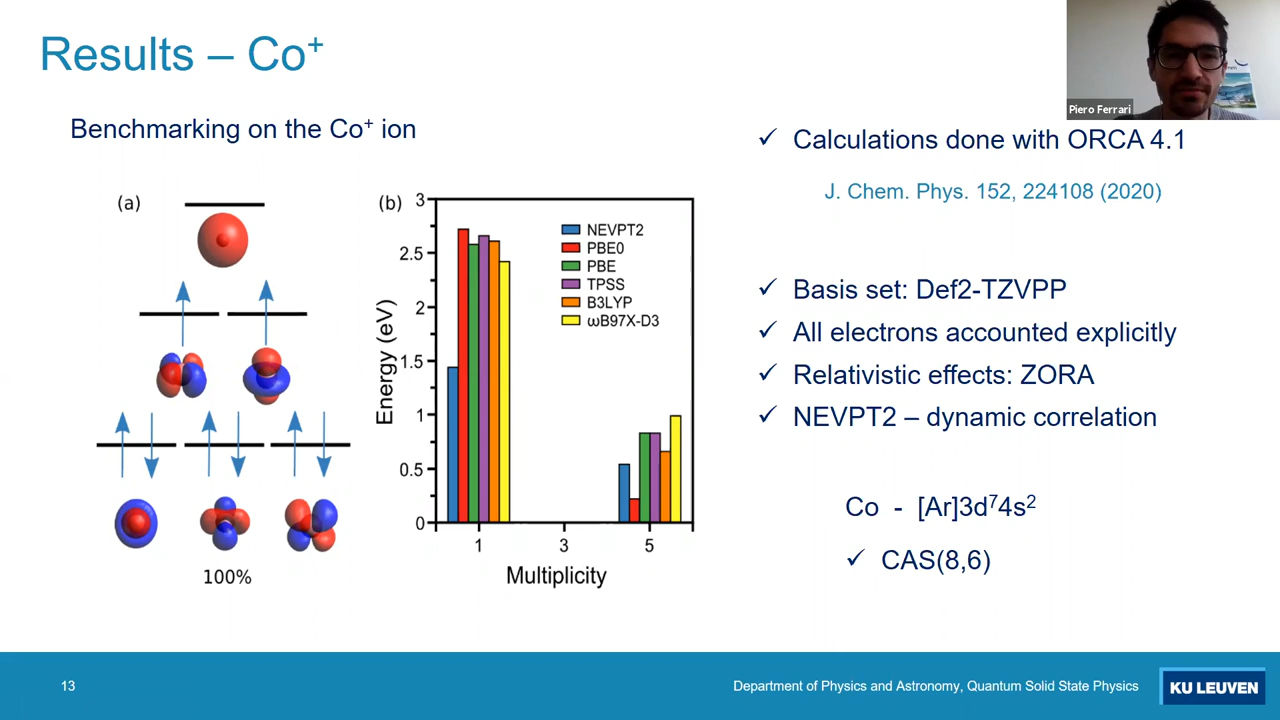 Results – Co⁺
Piero Ferrari
Benchmarking on the Co⁺ ion
(a)
100%
(b)
3
2.5
2
1.5
1
0.5
0
Energy (eV)
NEVPT2
PBE0
PBE
TPSS
B3LYP
ωB97X-D3
1 3 5
Multiplicity
✓ Calculations done with ORCA 4.1
J. Chem. Phys. 152, 224108 (2020)
✓ Basis set: Def2-TZVPP
✓ All electrons accounted explicitly
✓ Relativistic effects: ZORA
✓ NEVPT2 – dynamic correlation
Co - [Ar]3d⁷4s²
✓ CAS(8,6)
13
Department of Physics and Astronomy, Quantum Solid State Physics
KU LEUVEN